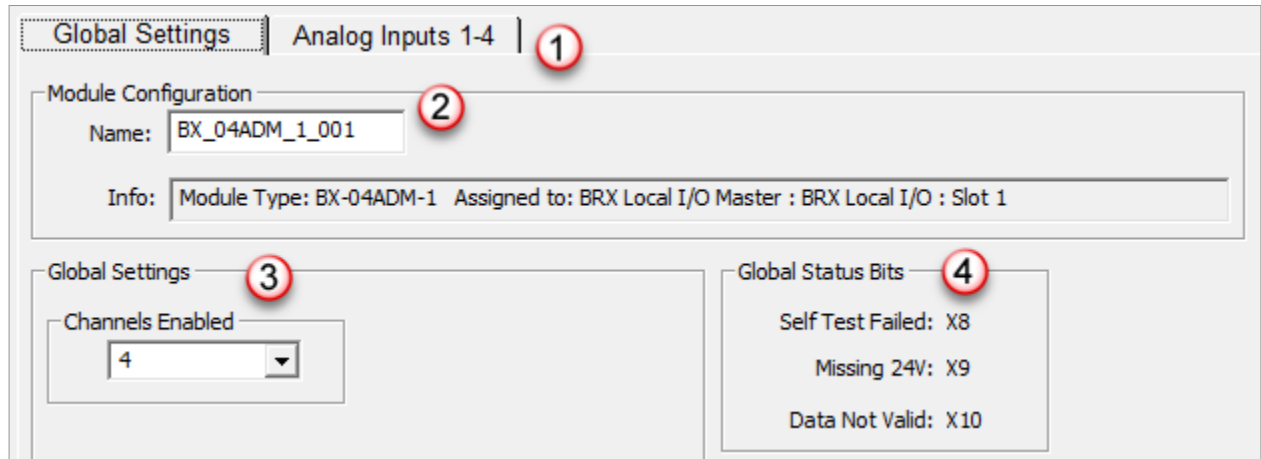 Global Settings Analog Inputs 1-4 1
Module Configuration 2
Name: BX_04ADM_1_001
Info: Module Type: BX-04ADM-1 Assigned to: BRX Local I/O Master : BRX Local I/O : Slot 1
Global Settings 3
Channels Enabled
4
Global Status Bits 4
Self Test Failed: X8
Missing 24V: X9
Data Not Valid: X10